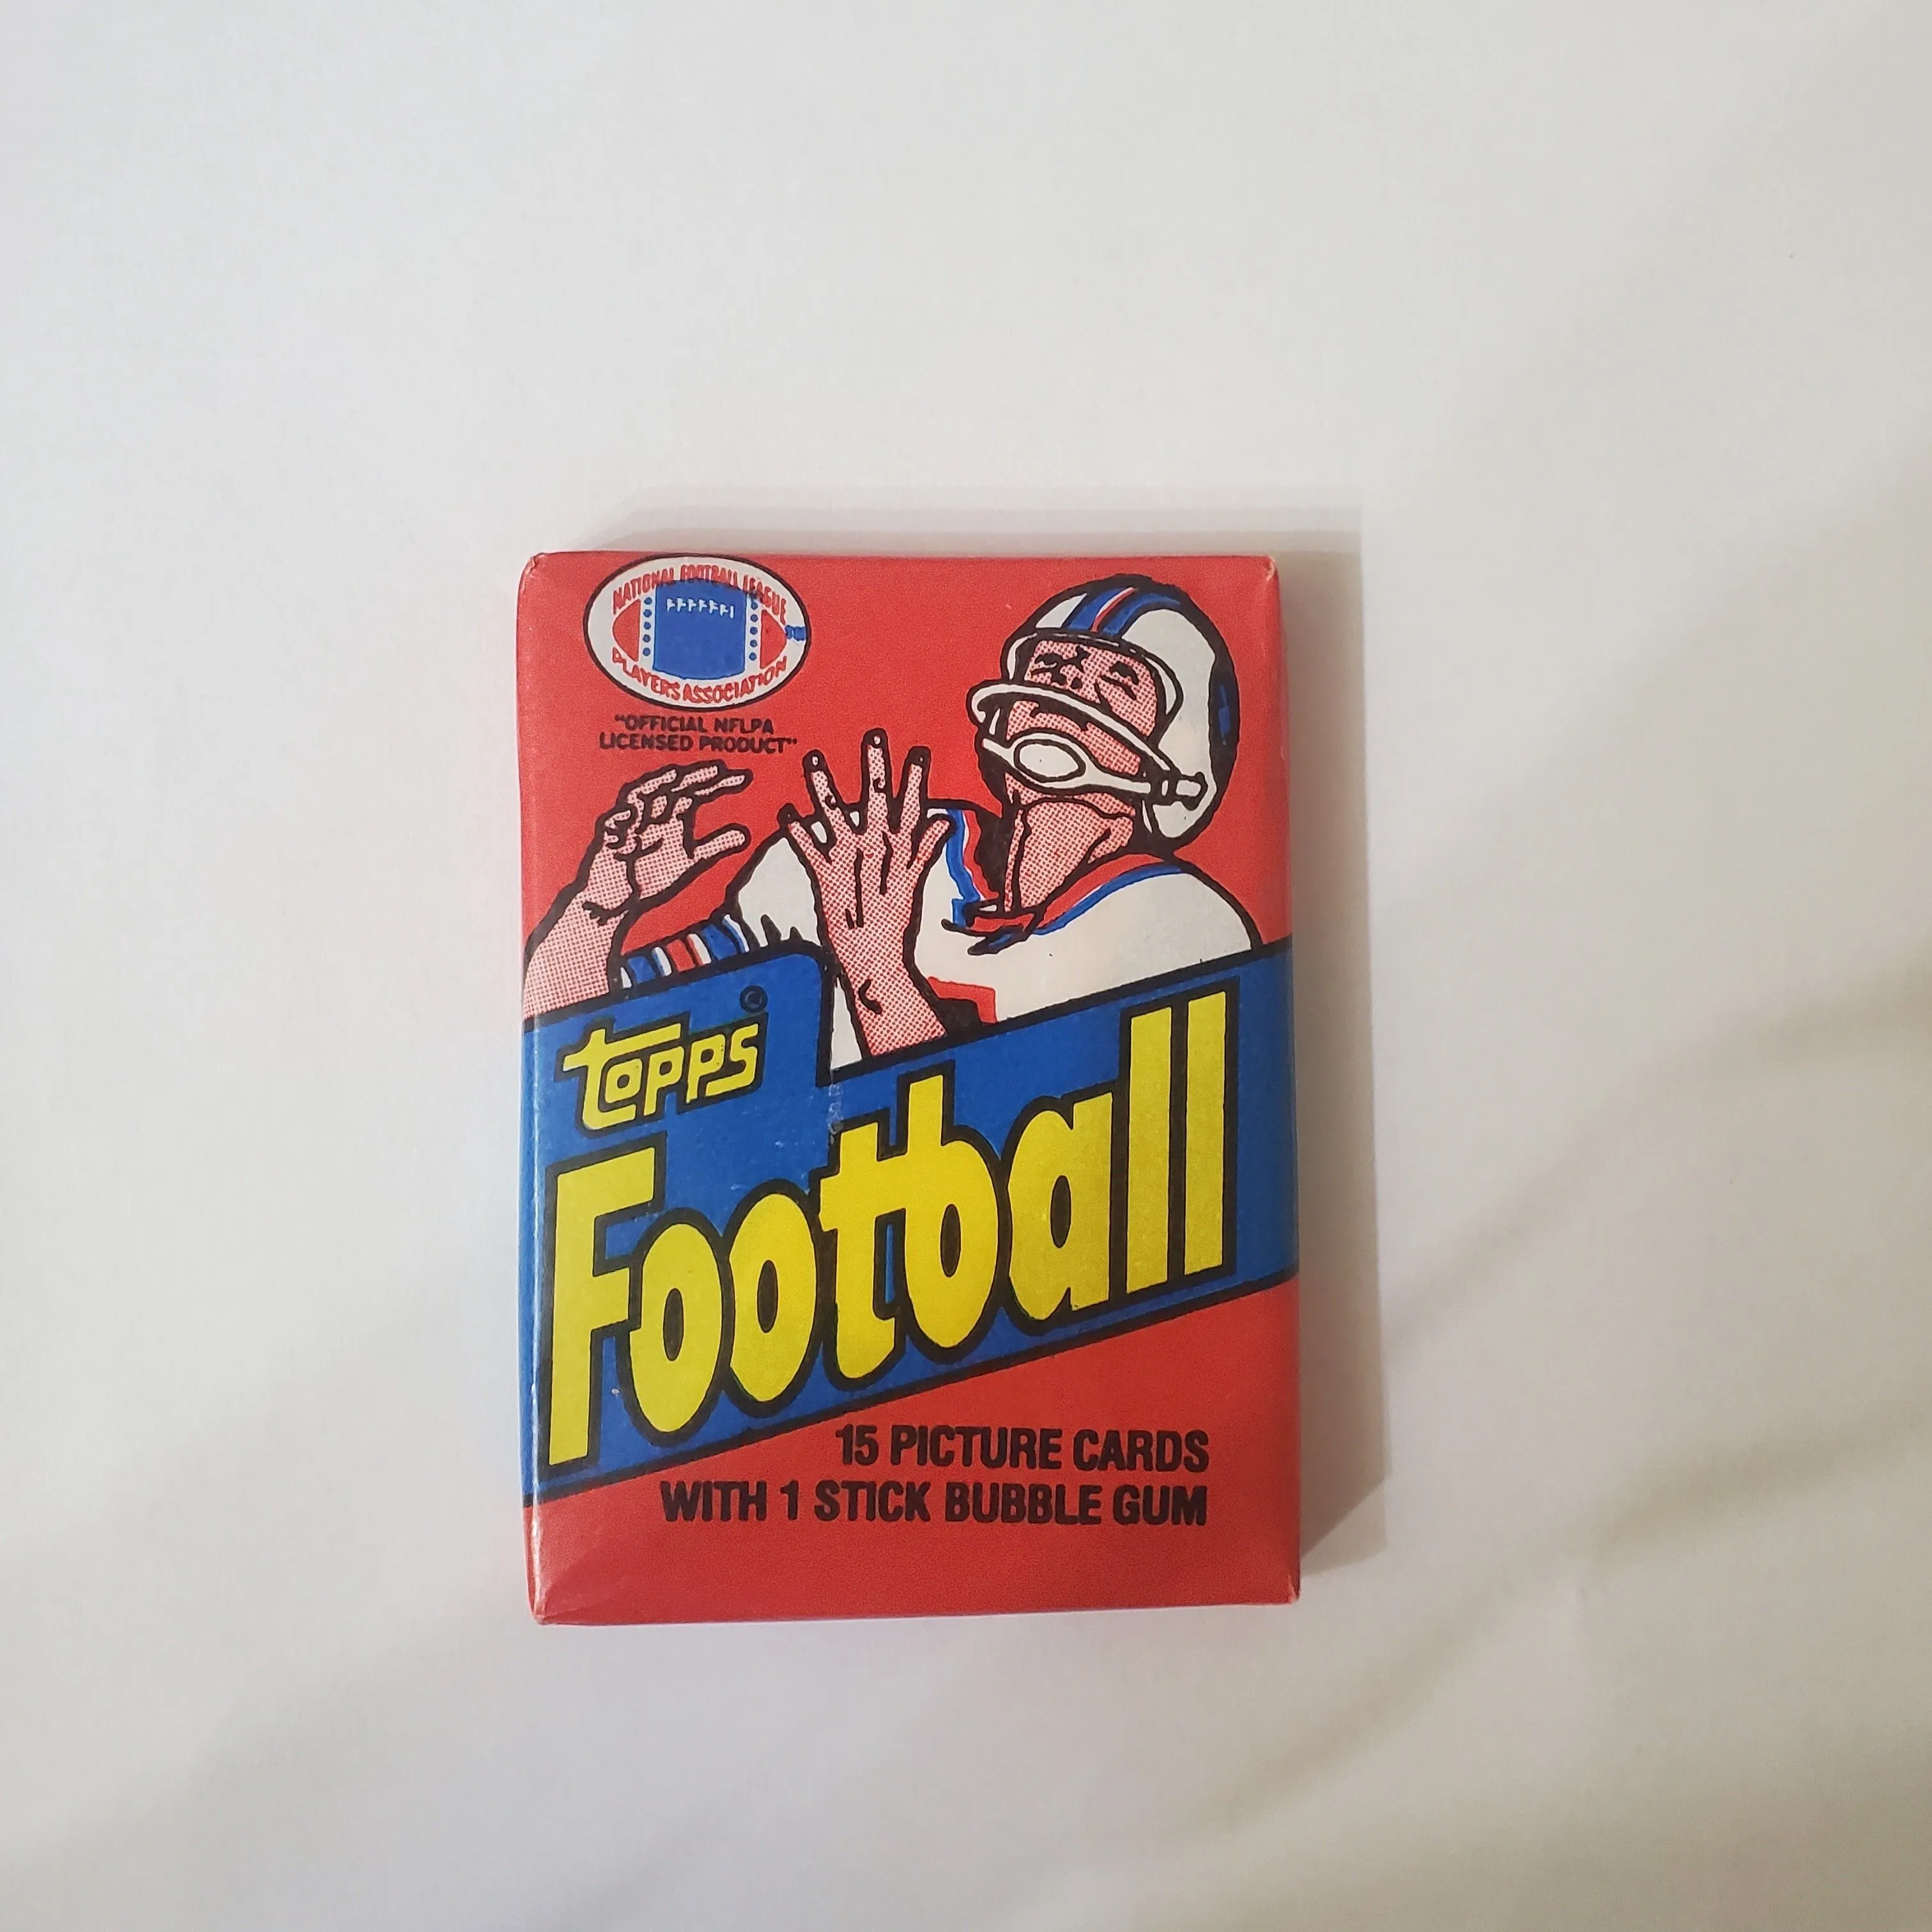 NATIONAL FOOTBALL LEAGUE
PLAYERS ASSOCIATION
"OFFICIAL NFLPA
LICENSED PRODUCT"
topps
Football
15 PICTURE CARDS
WITH 1 STICK BUBBLE GUM